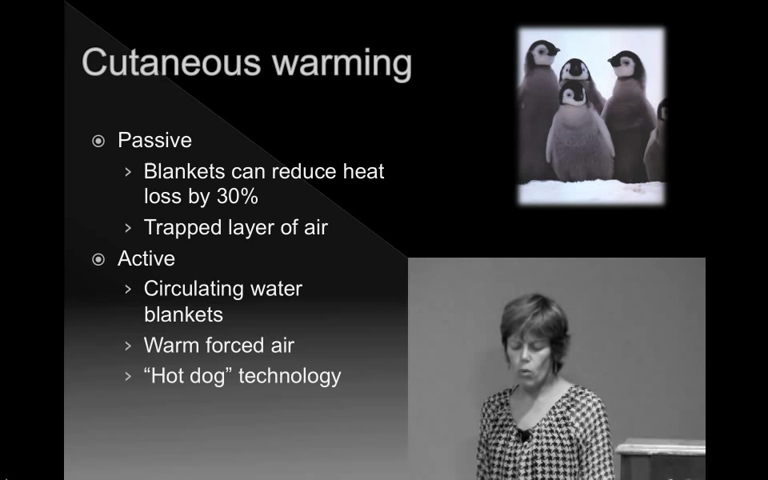 Cutaneous warming
Passive
Blankets can reduce heat
loss by 30%
Trapped layer of air
Active
Circulating water
blankets
Warm forced air
“Hot dog” technology